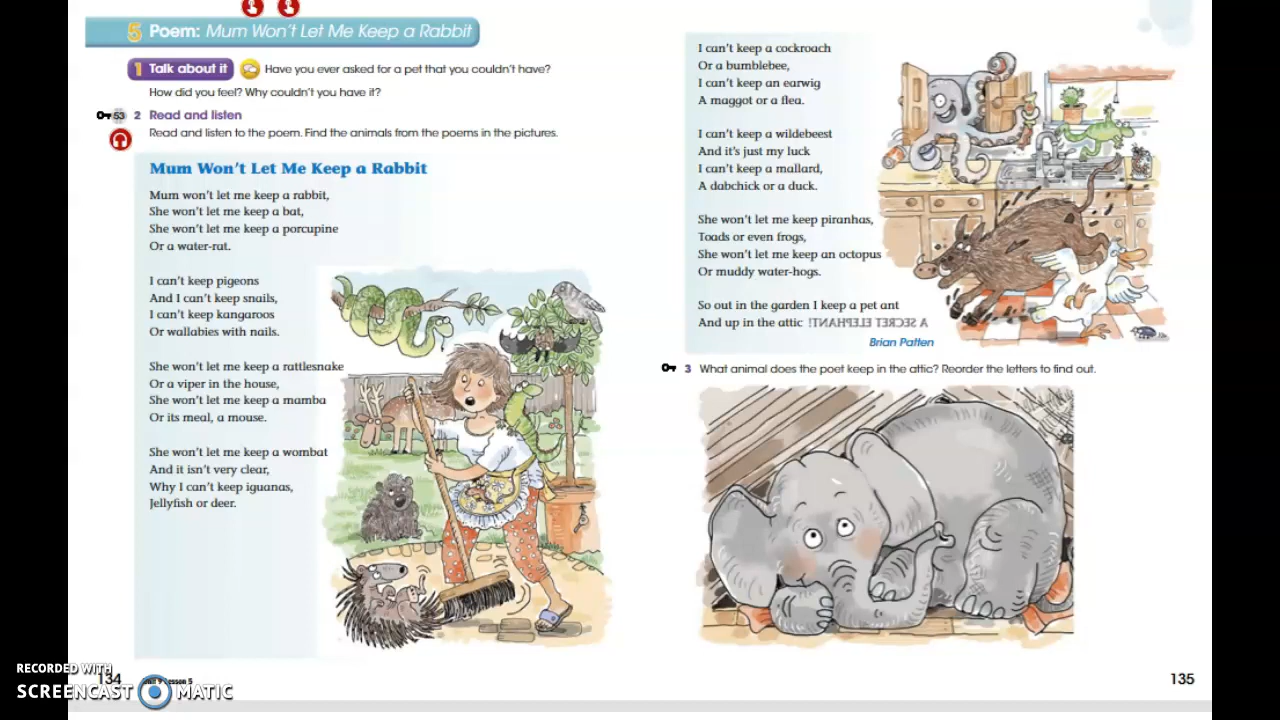 5 Poem: Mum Won't Let Me Keep a Rabbit
1 Talk about it Have you ever asked for a pet that you couldn't have?
How did you feel? Why couldn't you have it?
53 2 Read and listen
Read and listen to the poem. Find the animals from the poems in the pictures.
Mum Won't Let Me Keep a Rabbit
Mum won't let me keep a rabbit,
She won't let me keep a bat,
She won't let me keep a porcupine
Or a water-rat.
I can't keep pigeons
And I can't keep snails,
I can't keep kangaroos
Or wallabies with nails.
She won't let me keep a rattlesnake
Or a viper in the house,
She won't let me keep a mamba
Or its meal, a mouse.
She won't let me keep a wombat
And it isn't very clear,
Why I can't keep iguanas,
Jellyfish or deer.
134 Unit 9 Lesson 5
I can't keep a cockroach
Or a bumblebee,
I can't keep an earwig
A maggot or a flea.
I can't keep a wildebeest
And it's just my luck
I can't keep a mallard,
A dabchick or a duck.
She won't let me keep piranhas,
Toads or even frogs,
She won't let me keep an octopus
Or muddy water-hogs.
So out in the garden I keep a pet ant
And up in the attic A SECRET ELEPHANT!
Brian Patten
3 What animal does the poet keep in the attic? Reorder the letters to find out.
135
RECORDED WITH
SCREENCAST MATIC